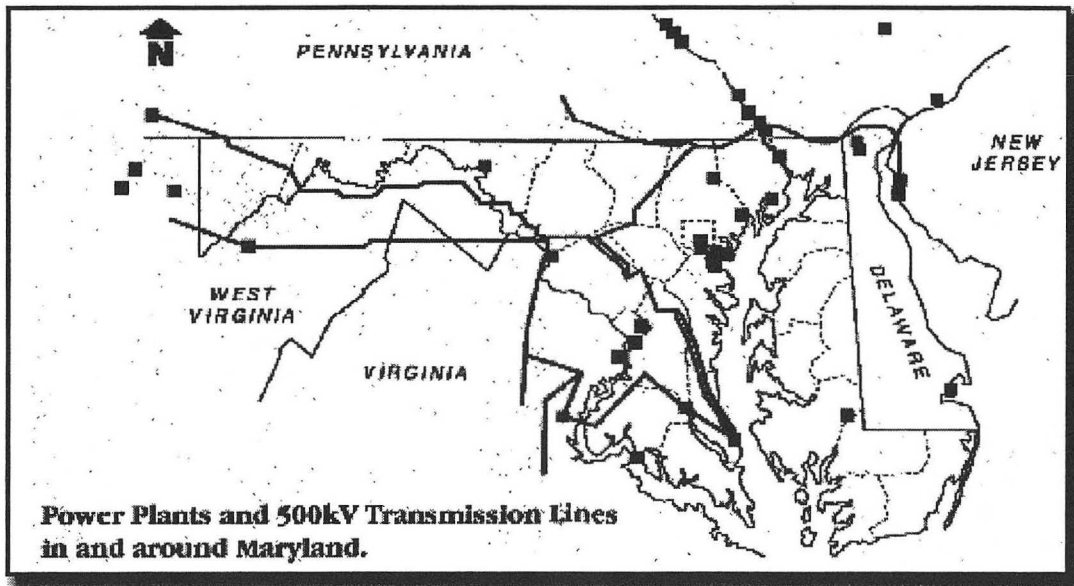 N
PENNSYLVANIA
NEW
JERSEY
WEST
VIRGINIA
DELAWARE
VIRGINIA
Power Plants and 500kV Transmission Lines
in and around Maryland.